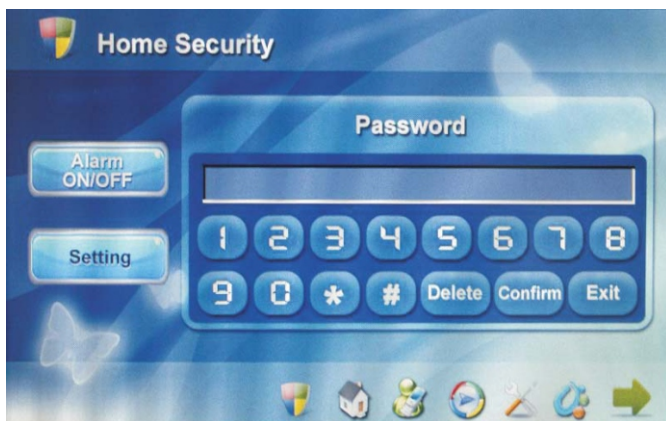 Home Security
Password
Alarm
ON/OFF
1 2 3 4 5 6 7 8
Setting
9 0 * # Delete Confirm Exit